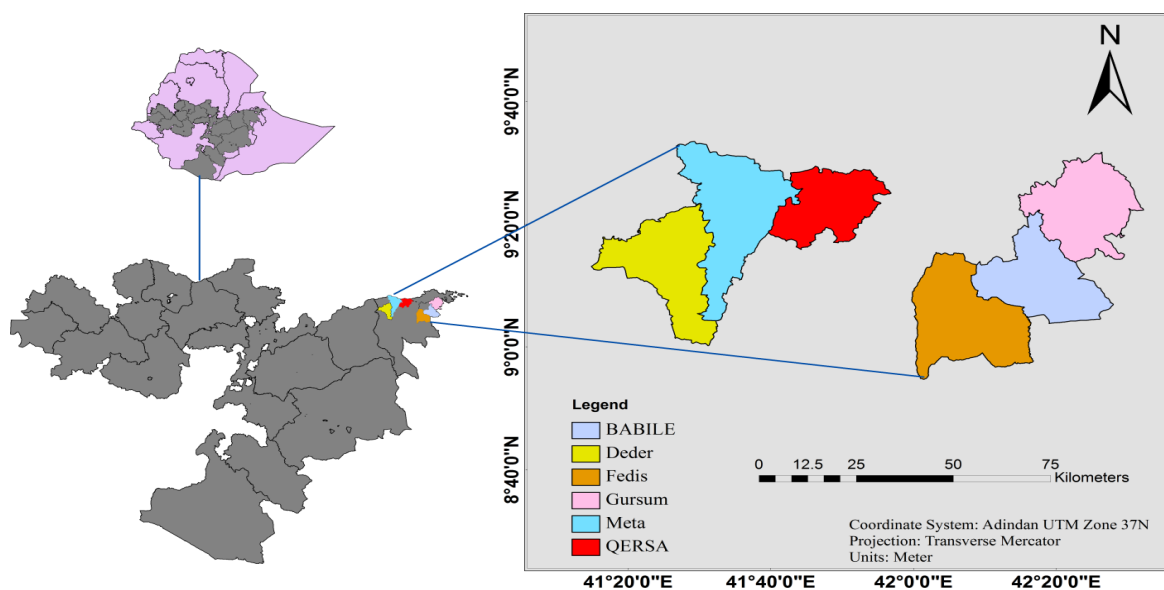 N
9°40'0"N
9°20'0"N
9°0'0"N
8°40'0"N
Legend
BABILE
Deder
Fedis
Gursum
Meta
QERSA
0 12.5 25 50 75
Kilometers
Coordinate System: Adindan UTM Zone 37N
Projection: Transverse Mercator
Units: Meter
41°20'0"E 41°40'0"E 42°0'0"E 42°20'0"E